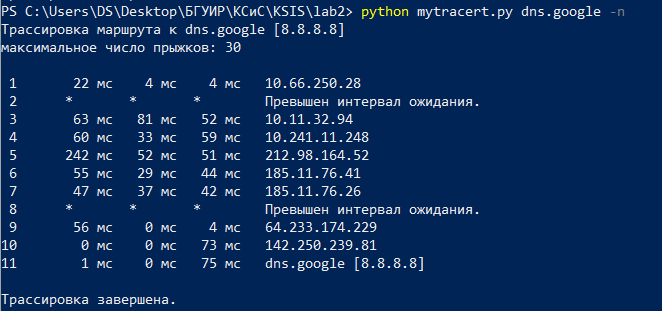 PS C:\Users\DS\Desktop\БГУИР\КСиС\KSIS\lab2> python mytracert.py dns.google -n
Трассировка маршрута к dns.google [8.8.8.8]
максимальное число прыжков: 30
1 22 мс 4 мс 4 мс 10.66.250.28
2 * * * Превышен интервал ожидания.
3 63 мс 81 мс 52 мс 10.11.32.94
4 60 мс 33 мс 59 мс 10.241.11.248
5 242 мс 52 мс 51 мс 212.98.164.52
6 55 мс 29 мс 44 мс 185.11.76.41
7 47 мс 37 мс 42 мс 185.11.76.26
8 * * * Превышен интервал ожидания.
9 56 мс 0 мс 4 мс 64.233.174.229
10 0 мс 0 мс 73 мс 142.250.239.81
11 1 мс 0 мс 75 мс dns.google [8.8.8.8]
Трассировка завершена.